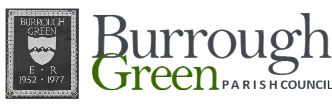 BURROUGH
GREEN
E R
1952 · 1977
Burrough
Green
PARISH COUNCIL